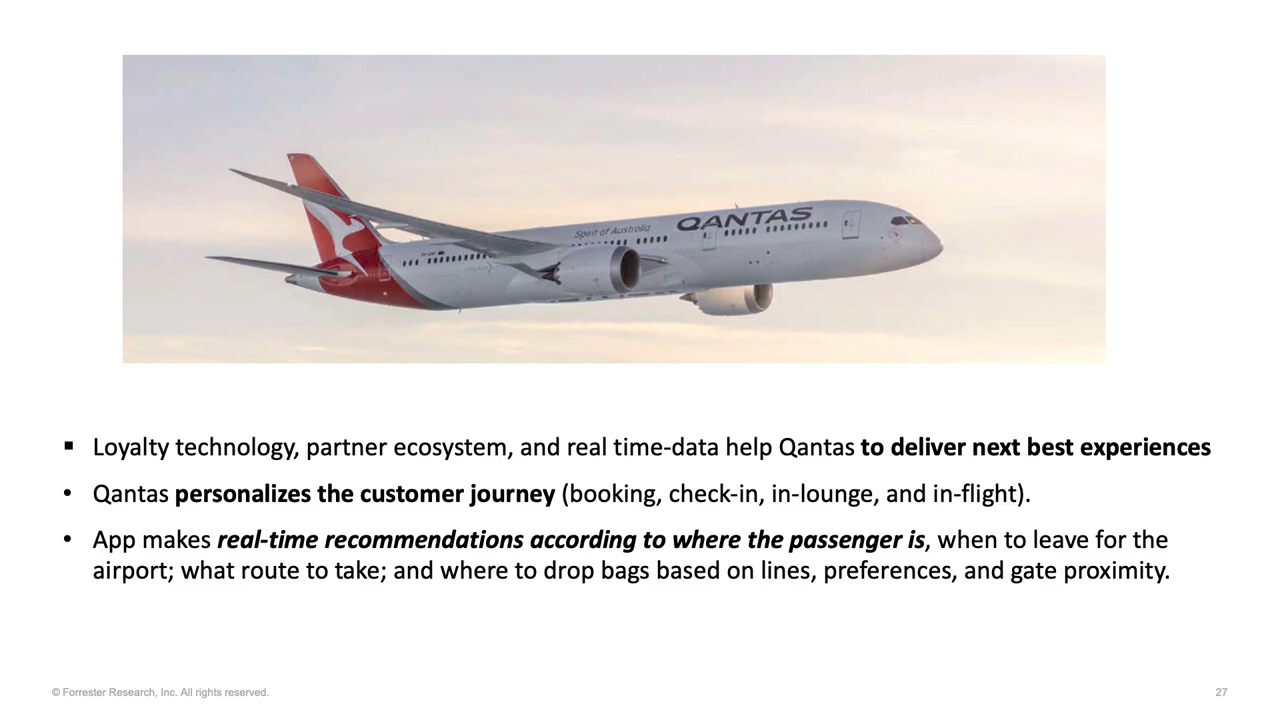 Spirit of Australia
QANTAS
▪ Loyalty technology, partner ecosystem, and real time-data help Qantas to deliver next best experiences
• Qantas personalizes the customer journey (booking, check-in, in-lounge, and in-flight).
• App makes real-time recommendations according to where the passenger is, when to leave for the
airport; what route to take; and where to drop bags based on lines, preferences, and gate proximity.
© Forrester Research, Inc. All rights reserved.
27